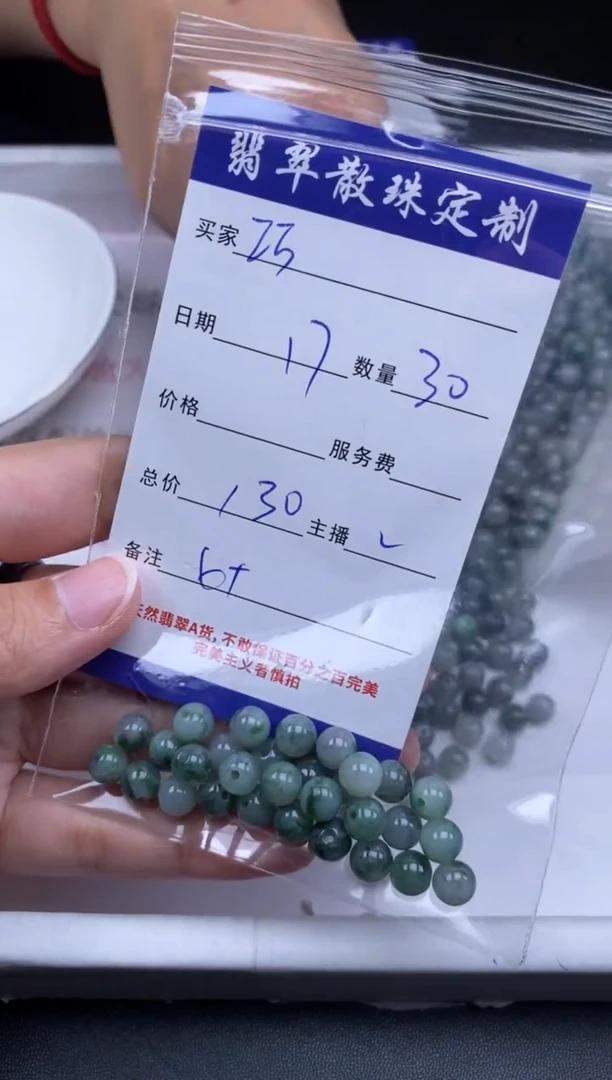 翡翠散珠定制
买家
日期 17 数量 30
价格 服务费
总价 130 主播
备注 6+
天然翡翠A货,不敢保证百分之百完美
完美主义者慎拍